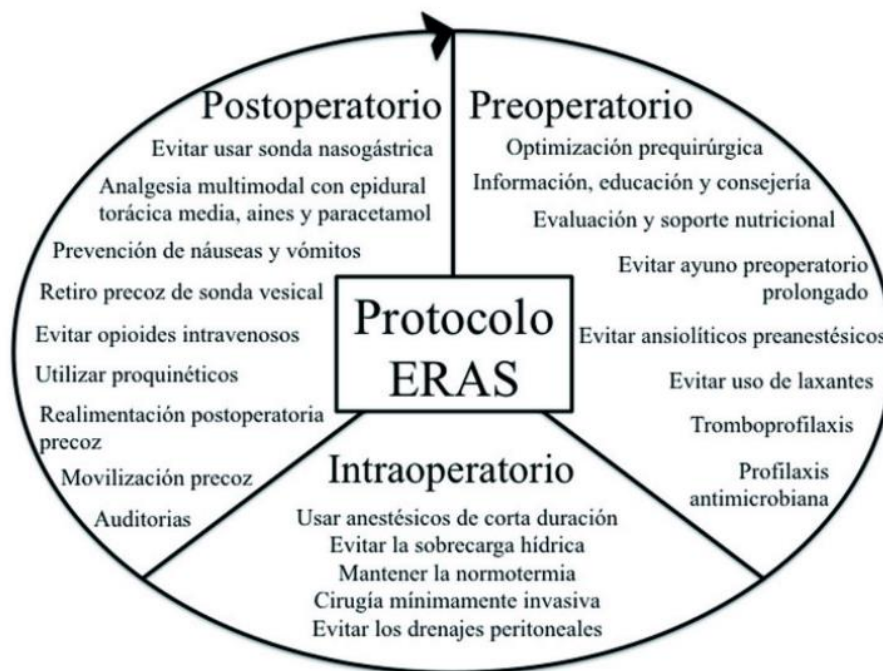 Postoperatorio
Evitar usar sonda nasogástrica
Analgesia multimodal con epidural
torácica media, aines y paracetamol
Prevención de náuseas y vómitos
Retiro precoz de sonda vesical
Evitar opioides intravenosos
Utilizar proquinéticos
Realimentación postoperatoria
precoz
Movilización precoz
Auditorias
Preoperatorio
Optimización prequirúrgica
Información, educación y consejería
Evaluación y soporte nutricional
Evitar ayuno preoperatorio
prolongado
Evitar ansiolíticos preanestésicos
Evitar uso de laxantes
Tromboprofilaxis
Profilaxis
antimicrobiana
Protocolo
ERAS
Intraoperatorio
Usar anestésicos de corta duración
Evitar la sobrecarga hídrica
Mantener la normotermia
Cirugía mínimamente invasiva
Evitar los drenajes peritoneales